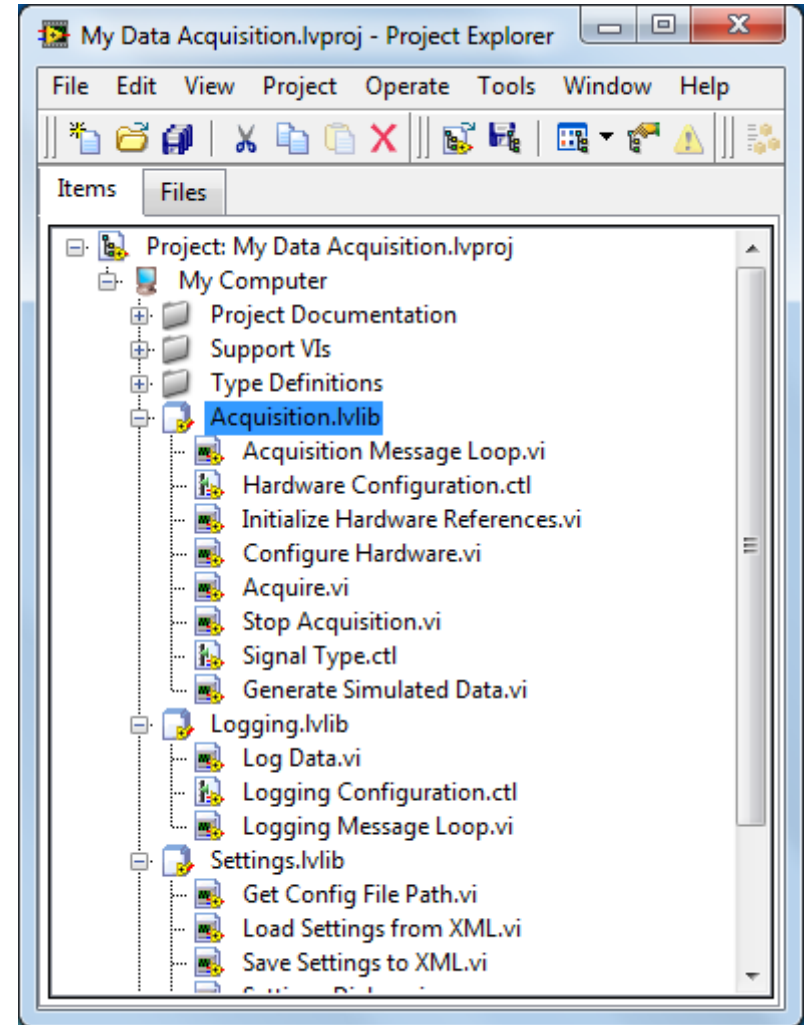 My Data Acquisition.lvproj - Project Explorer
File Edit View Project Operate Tools Window Help
Items Files
Project: My Data Acquisition.lvproj
My Computer
Project Documentation
Support VIs
Type Definitions
Acquisition.lvlib
Acquisition Message Loop.vi
Hardware Configuration.ctl
Initialize Hardware References.vi
Configure Hardware.vi
Acquire.vi
Stop Acquisition.vi
Signal Type.ctl
Generate Simulated Data.vi
Logging.lvlib
Log Data.vi
Logging Configuration.ctl
Logging Message Loop.vi
Settings.lvlib
Get Config File Path.vi
Load Settings from XML.vi
Save Settings to XML.vi